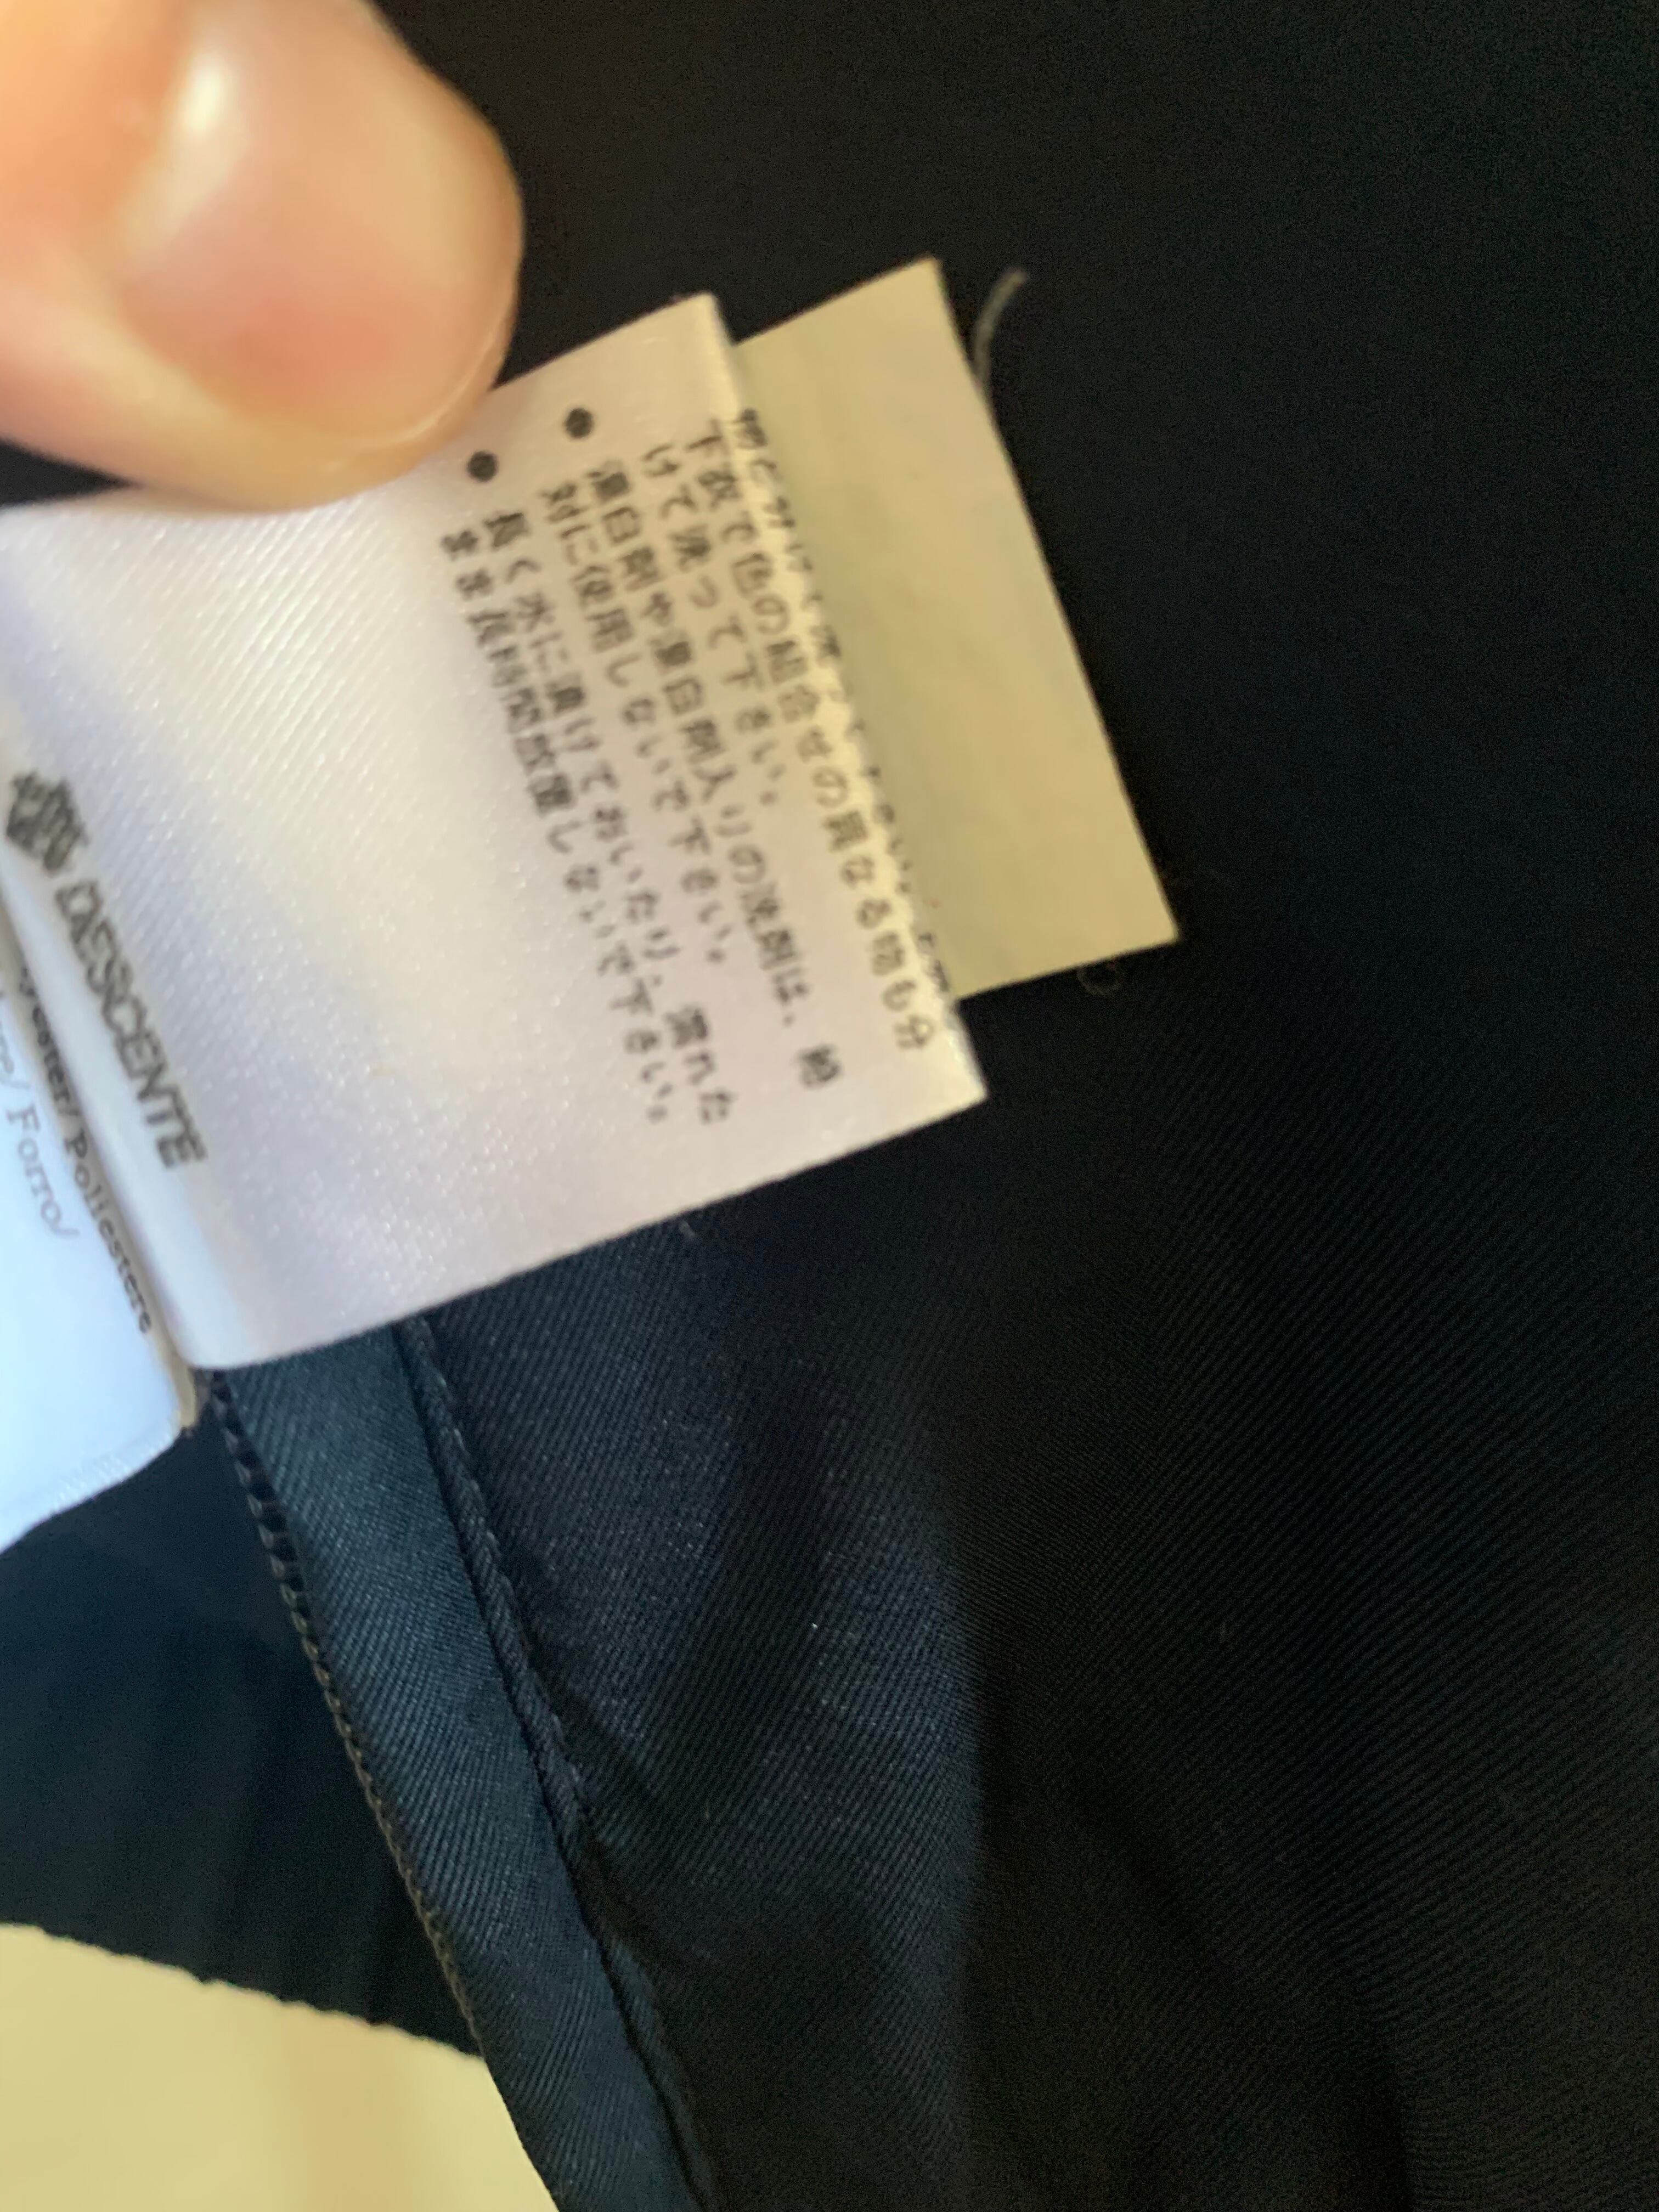 下衣で色の組合せの異なる物も分
けて洗って下さい。
● 漂白剤や漂白剤入りの洗剤は、絶
対に使用しないで下さい。
● 長く水に漬けておいたり、濡れた
まま長時間放置しないで下さい。
DESCENTE
Poliestere
Forro/